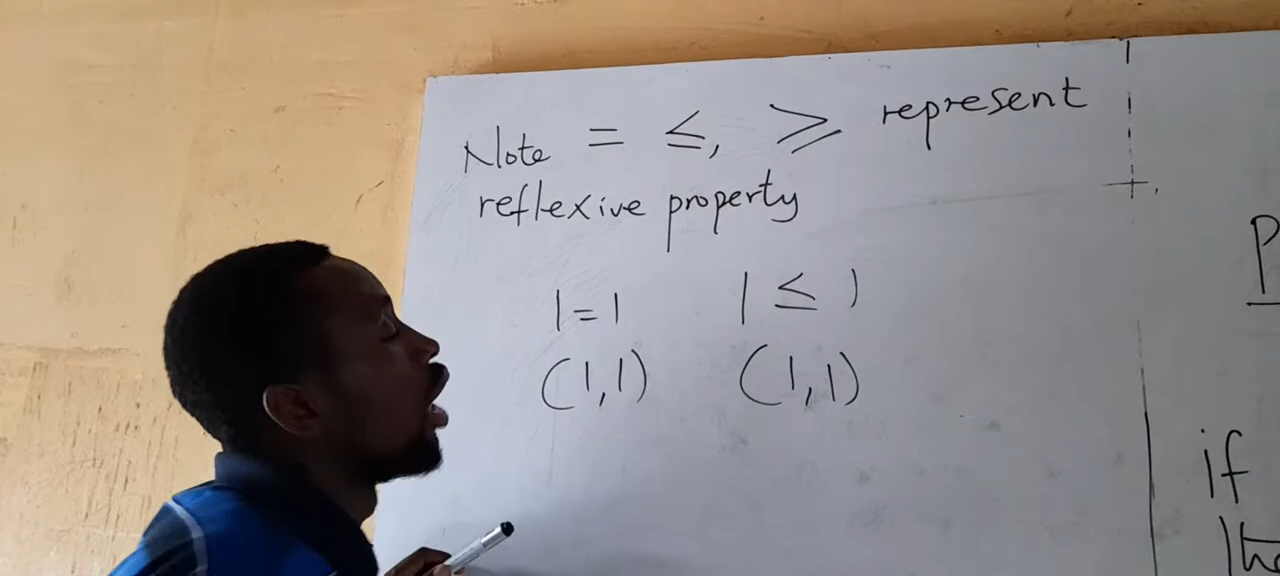 Note = ≤, ≥ represent
reflexive property
1=1 1 ≤ 1
(1,1) (1,1)
P
if